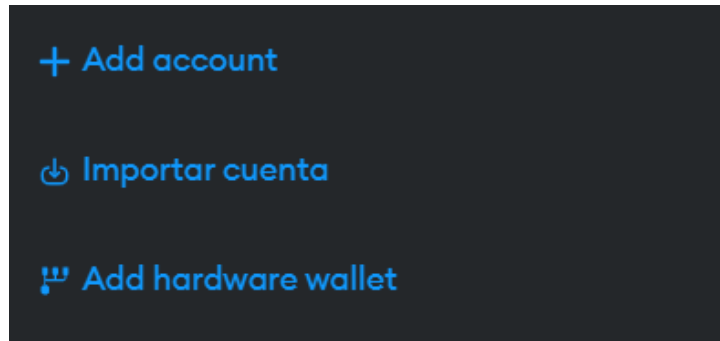 Add account
Importar cuenta
Add hardware wallet